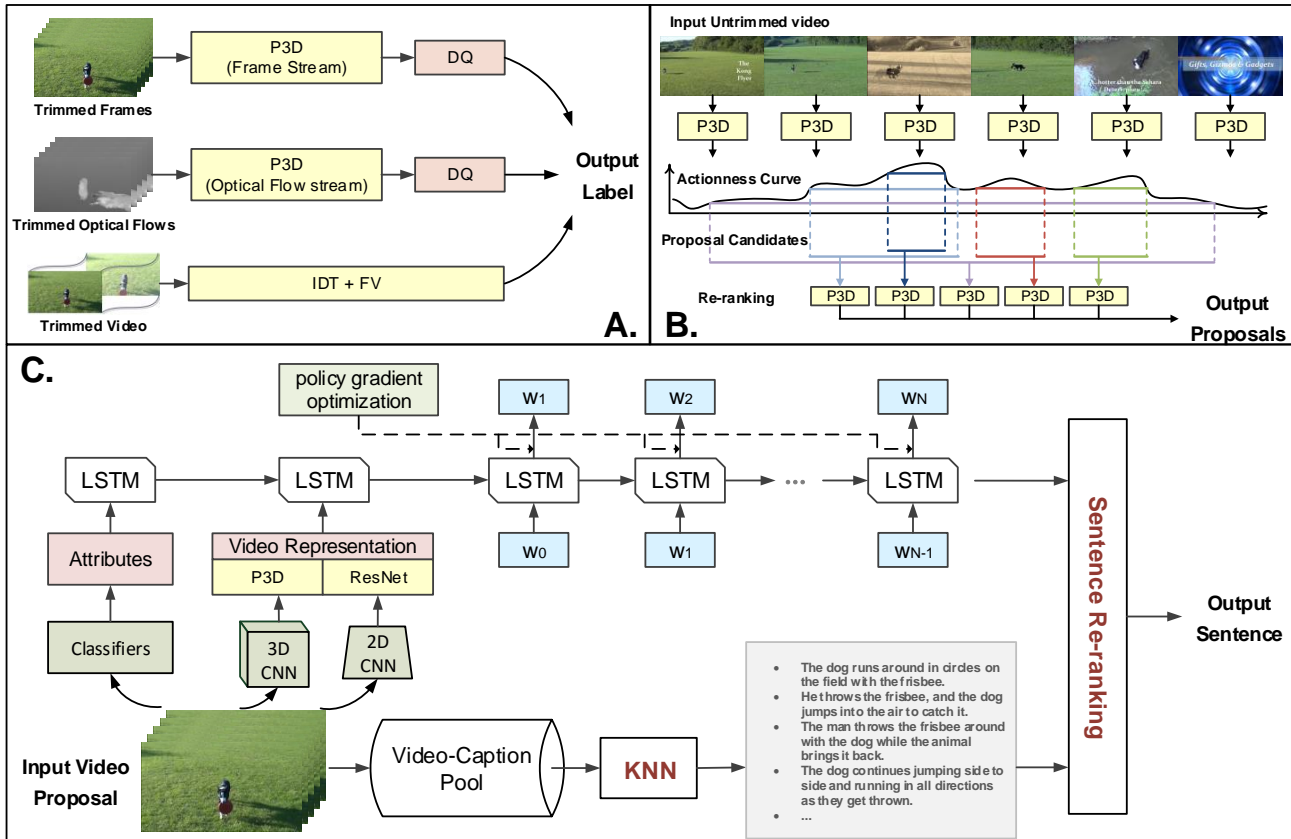 P3D
(Frame Stream)
DQ
Trimmed Frames
P3D
(Optical Flow stream)
DQ
Output
Label
Trimmed Optical Flows
IDT + FV
Trimmed Video
A.
Input Untrimmed video
The
Kong
Flyer
Gifts, Gizmos & Gadgets
P3D P3D P3D P3D P3D P3D
Actionness Curve
Proposal Candidates
Re-ranking
P3D P3D P3D P3D P3D
Output
Proposals
B.
C.
policy gradient
optimization
W1 W2 WN
LSTM LSTM LSTM LSTM ... LSTM
Attributes
Video Representation
P3D ResNet
W0 W1 WN-1
Classifiers
3D
CNN
2D
CNN
Input Video
Proposal
Video-Caption
Pool
KNN
• The dog runs around in circles on
the field with the frisbee.
• He throws the frisbee, and the dog
jumps into the air to catch it.
• The man throws the frisbee around
with the dog while the animal
brings it back.
• The dog continues jumping side to
side and running in all directions
as they get thrown.
• ...
Sentence Re-ranking
Output
Sentence